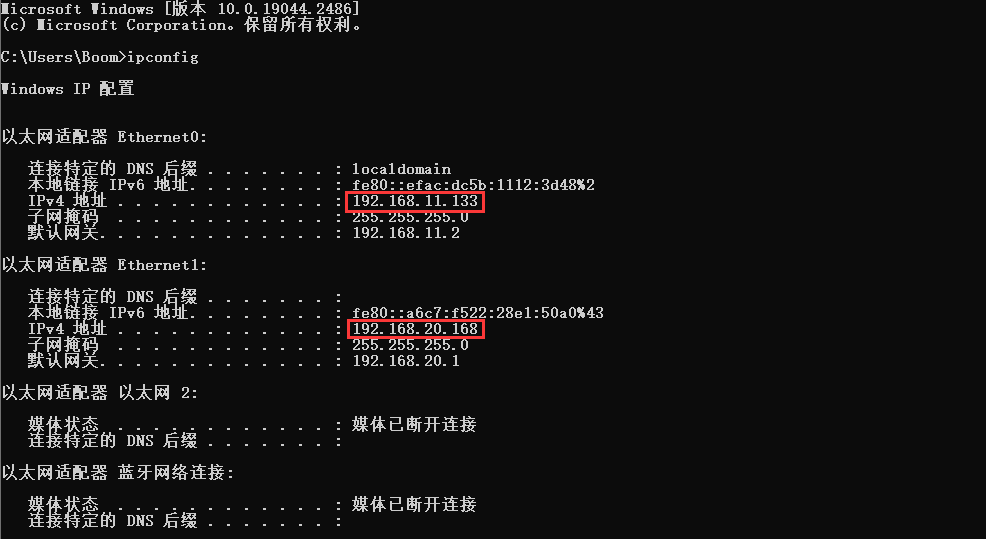 Microsoft Windows [版本 10.0.19044.2486]
(c) Microsoft Corporation。保留所有权利。
C:\Users\Boom>ipconfig
Windows IP 配置
以太网适配器 Ethernet0:
连接特定的 DNS 后缀 . . . . . . . : localdomain
本地链接 IPv6 地址. . . . . . . . : fe80::efac:dc5b:1112:3d48%2
IPv4 地址 . . . . . . . . . . . . : 192.168.11.133
子网掩码 . . . . . . . . . . . . : 255.255.255.0
默认网关. . . . . . . . . . . . . : 192.168.11.2
以太网适配器 Ethernet1:
连接特定的 DNS 后缀 . . . . . . . :
本地链接 IPv6 地址. . . . . . . . : fe80::a6c7:f522:28e1:50a0%43
IPv4 地址 . . . . . . . . . . . . : 192.168.20.168
子网掩码 . . . . . . . . . . . . : 255.255.255.0
默认网关. . . . . . . . . . . . . : 192.168.20.1
以太网适配器 以太网 2:
媒体状态 . . . . . . . . . . . . : 媒体已断开连接
连接特定的 DNS 后缀 . . . . . . . :
以太网适配器 蓝牙网络连接:
媒体状态 . . . . . . . . . . . . : 媒体已断开连接
连接特定的 DNS 后缀 . . . . . . . :